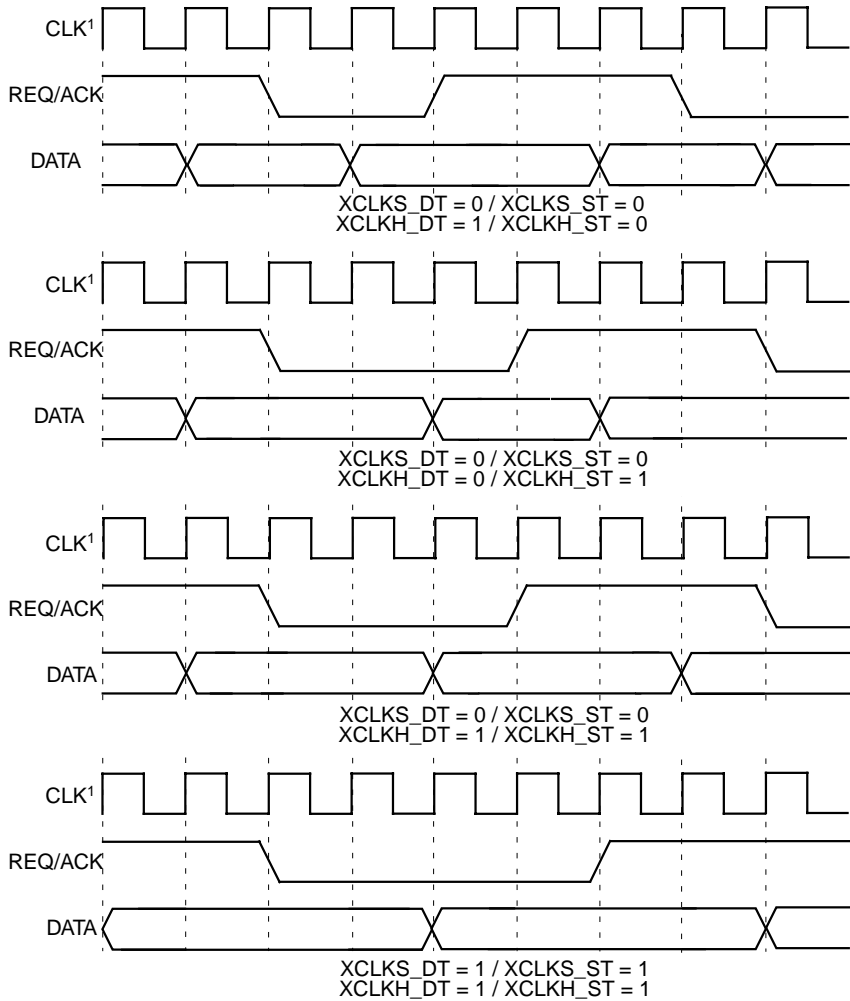 CLK¹
REQ/ACK
DATA
XCLKS_DT = 0 / XCLKS_ST = 0
XCLKH_DT = 1 / XCLKH_ST = 0
CLK¹
REQ/ACK
DATA
XCLKS_DT = 0 / XCLKS_ST = 0
XCLKH_DT = 0 / XCLKH_ST = 1
CLK¹
REQ/ACK
DATA
XCLKS_DT = 0 / XCLKS_ST = 0
XCLKH_DT = 1 / XCLKH_ST = 1
CLK¹
REQ/ACK
DATA
XCLKS_DT = 1 / XCLKS_ST = 1
XCLKH_DT = 1 / XCLKH_ST = 1